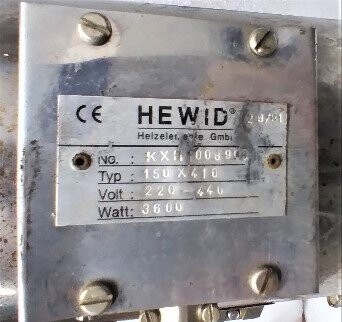 CE HEWID®
Heizelemente GmbH
No. :
Typ : 150 X 410
Volt : 220-440
Watt: 3600